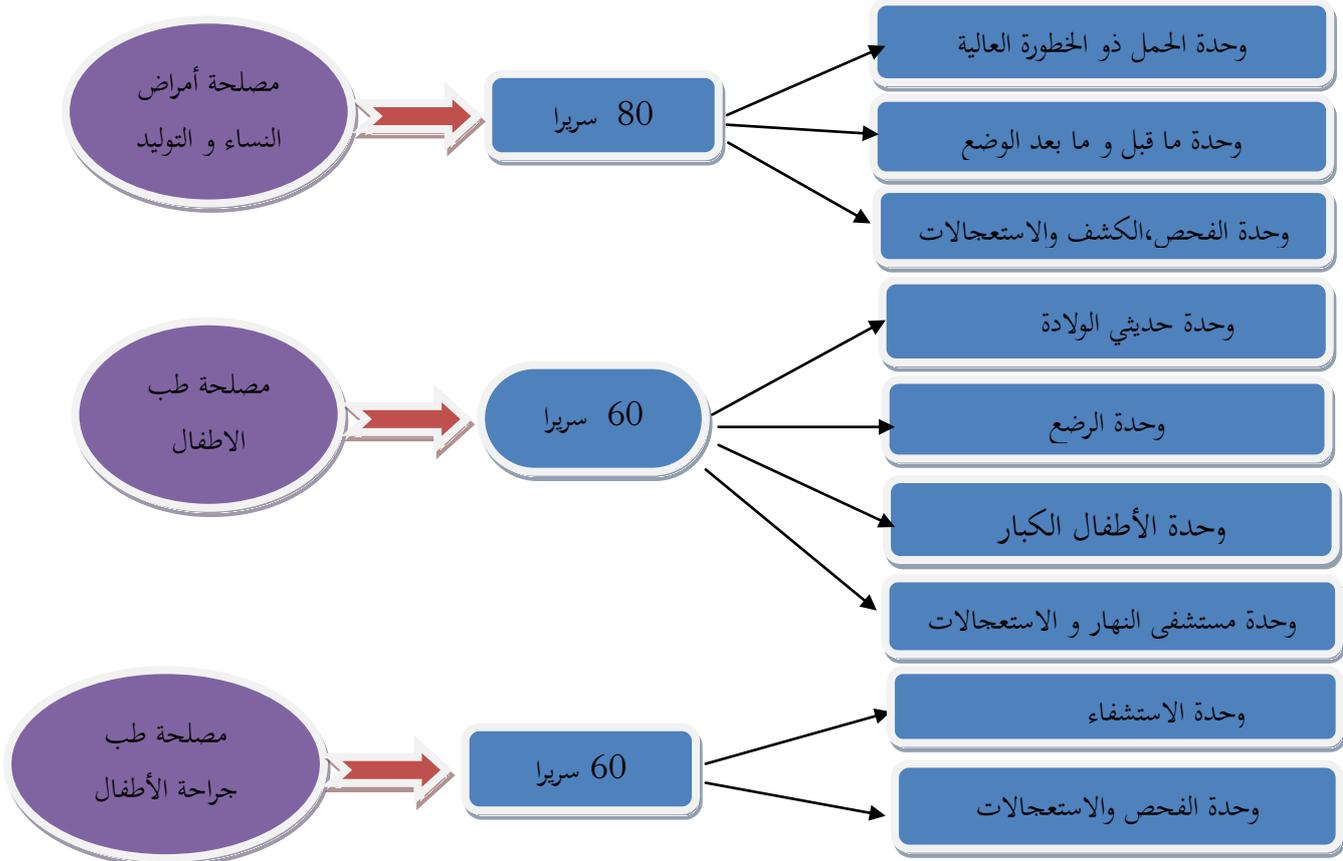 مصلحة أمراض
النساء و التوليد
80 سريرا
وحدة الحمل ذو الخطورة العالية
وحدة ما قبل و ما بعد الوضع
وحدة الفحص،الكشف والاستعجالات
مصلحة طب
الاطفال
60 سريرا
وحدة حديثي الولادة
وحدة الرضع
وحدة الأطفال الكبار
وحدة مستشفى النهار و الاستعجالات
مصلحة طب
جراحة الأطفال
60 سريرا
وحدة الاستشفاء
وحدة الفحص والاستعجالات